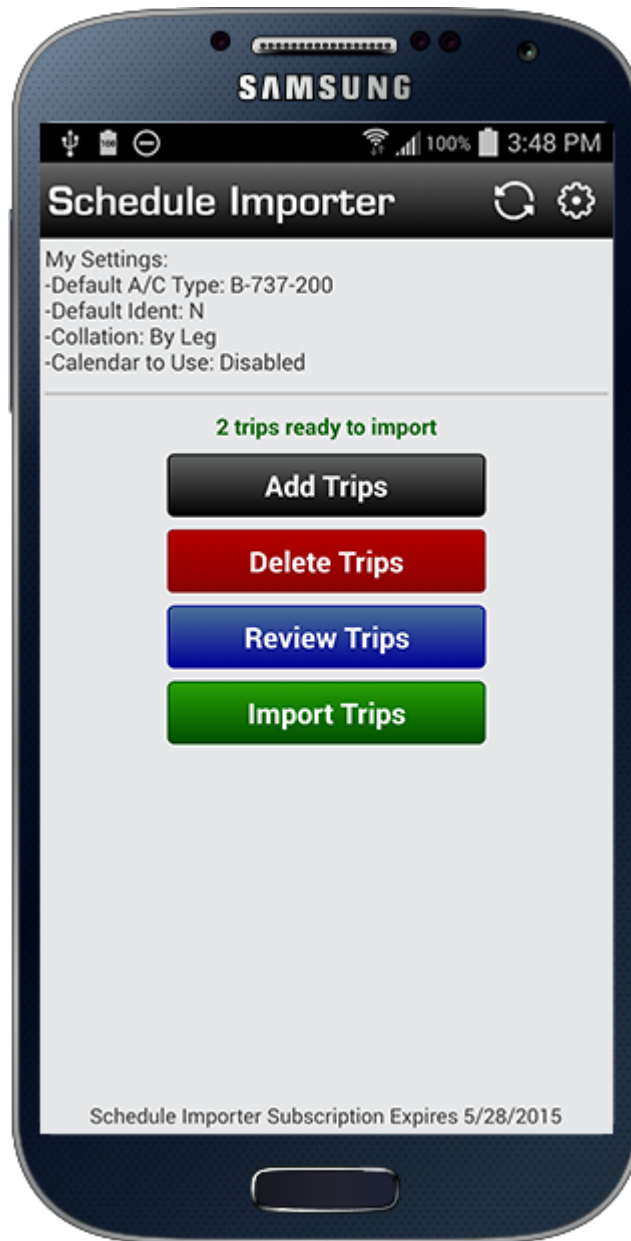 SAMSUNG
100
100% 3:48 PM
Schedule Importer
My Settings:
-Default A/C Type: B-737-200
-Default Ident: N
-Collation: By Leg
-Calendar to Use: Disabled
2 trips ready to import
Add Trips
Delete Trips
Review Trips
Import Trips
Schedule Importer Subscription Expires 5/28/2015